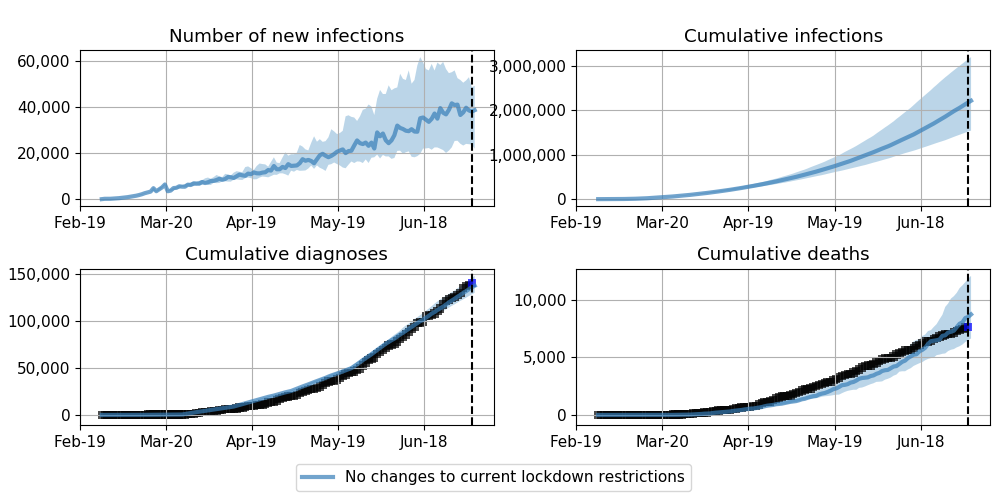 Number of new infections
60,000
40,000
20,000
0
Feb-19 Mar-20 Apr-19 May-19 Jun-18
Cumulative infections
3,000,000
2,000,000
1,000,000
0
Feb-19 Mar-20 Apr-19 May-19 Jun-18
Cumulative diagnoses
150,000
100,000
50,000
0
Feb-19 Mar-20 Apr-19 May-19 Jun-18
Cumulative deaths
10,000
5,000
0
Feb-19 Mar-20 Apr-19 May-19 Jun-18
No changes to current lockdown restrictions